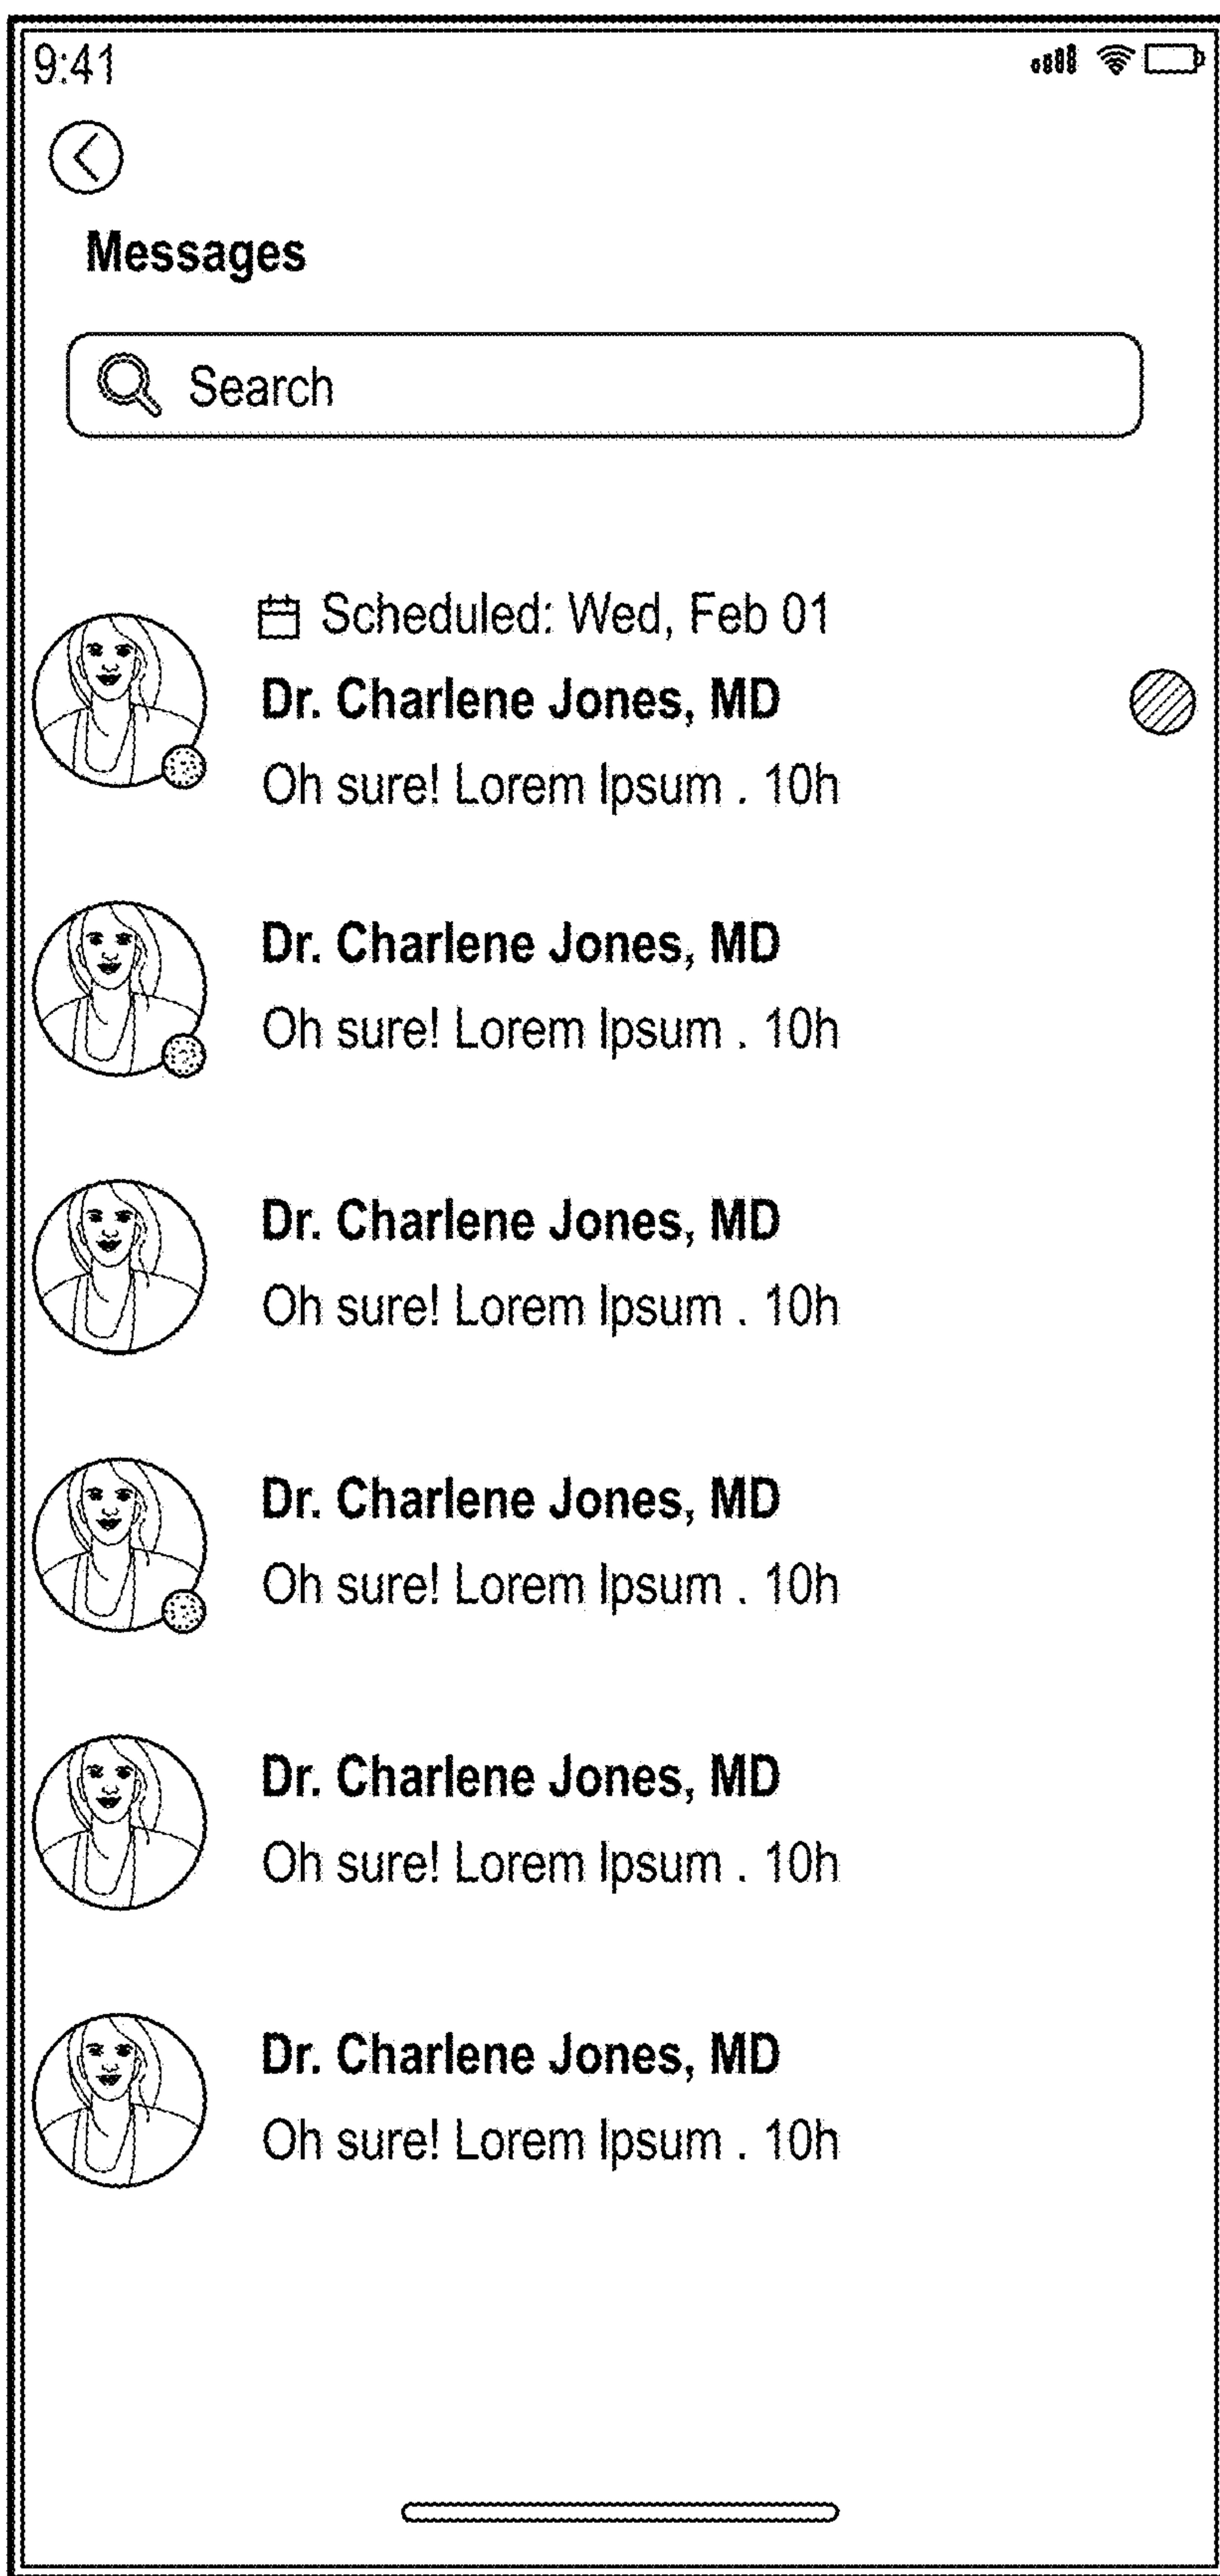 9:41
Messages
Search
Scheduled: Wed, Feb 01
Dr. Charlene Jones, MD
Oh sure! Lorem Ipsum . 10h
Dr. Charlene Jones, MD
Oh sure! Lorem Ipsum . 10h
Dr. Charlene Jones, MD
Oh sure! Lorem Ipsum . 10h
Dr. Charlene Jones, MD
Oh sure! Lorem Ipsum . 10h
Dr. Charlene Jones, MD
Oh sure! Lorem Ipsum . 10h
Dr. Charlene Jones, MD
Oh sure! Lorem Ipsum . 10h